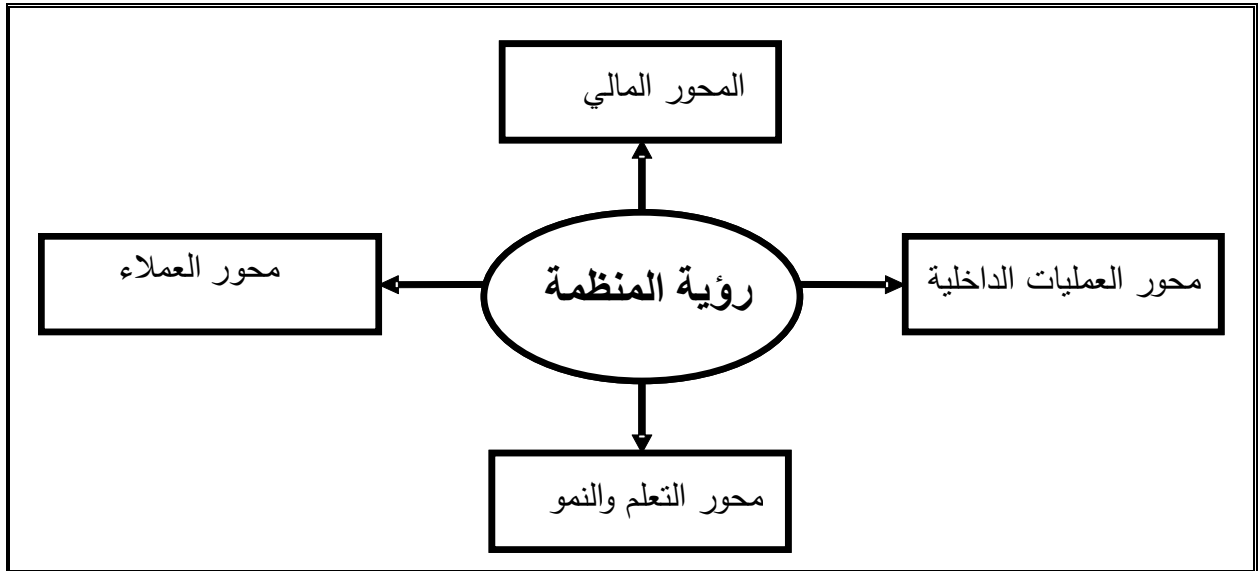 المحور المالي
محور العمليات الداخلية
رؤية المنظمة
محور العملاء
محور التعلم والنمو